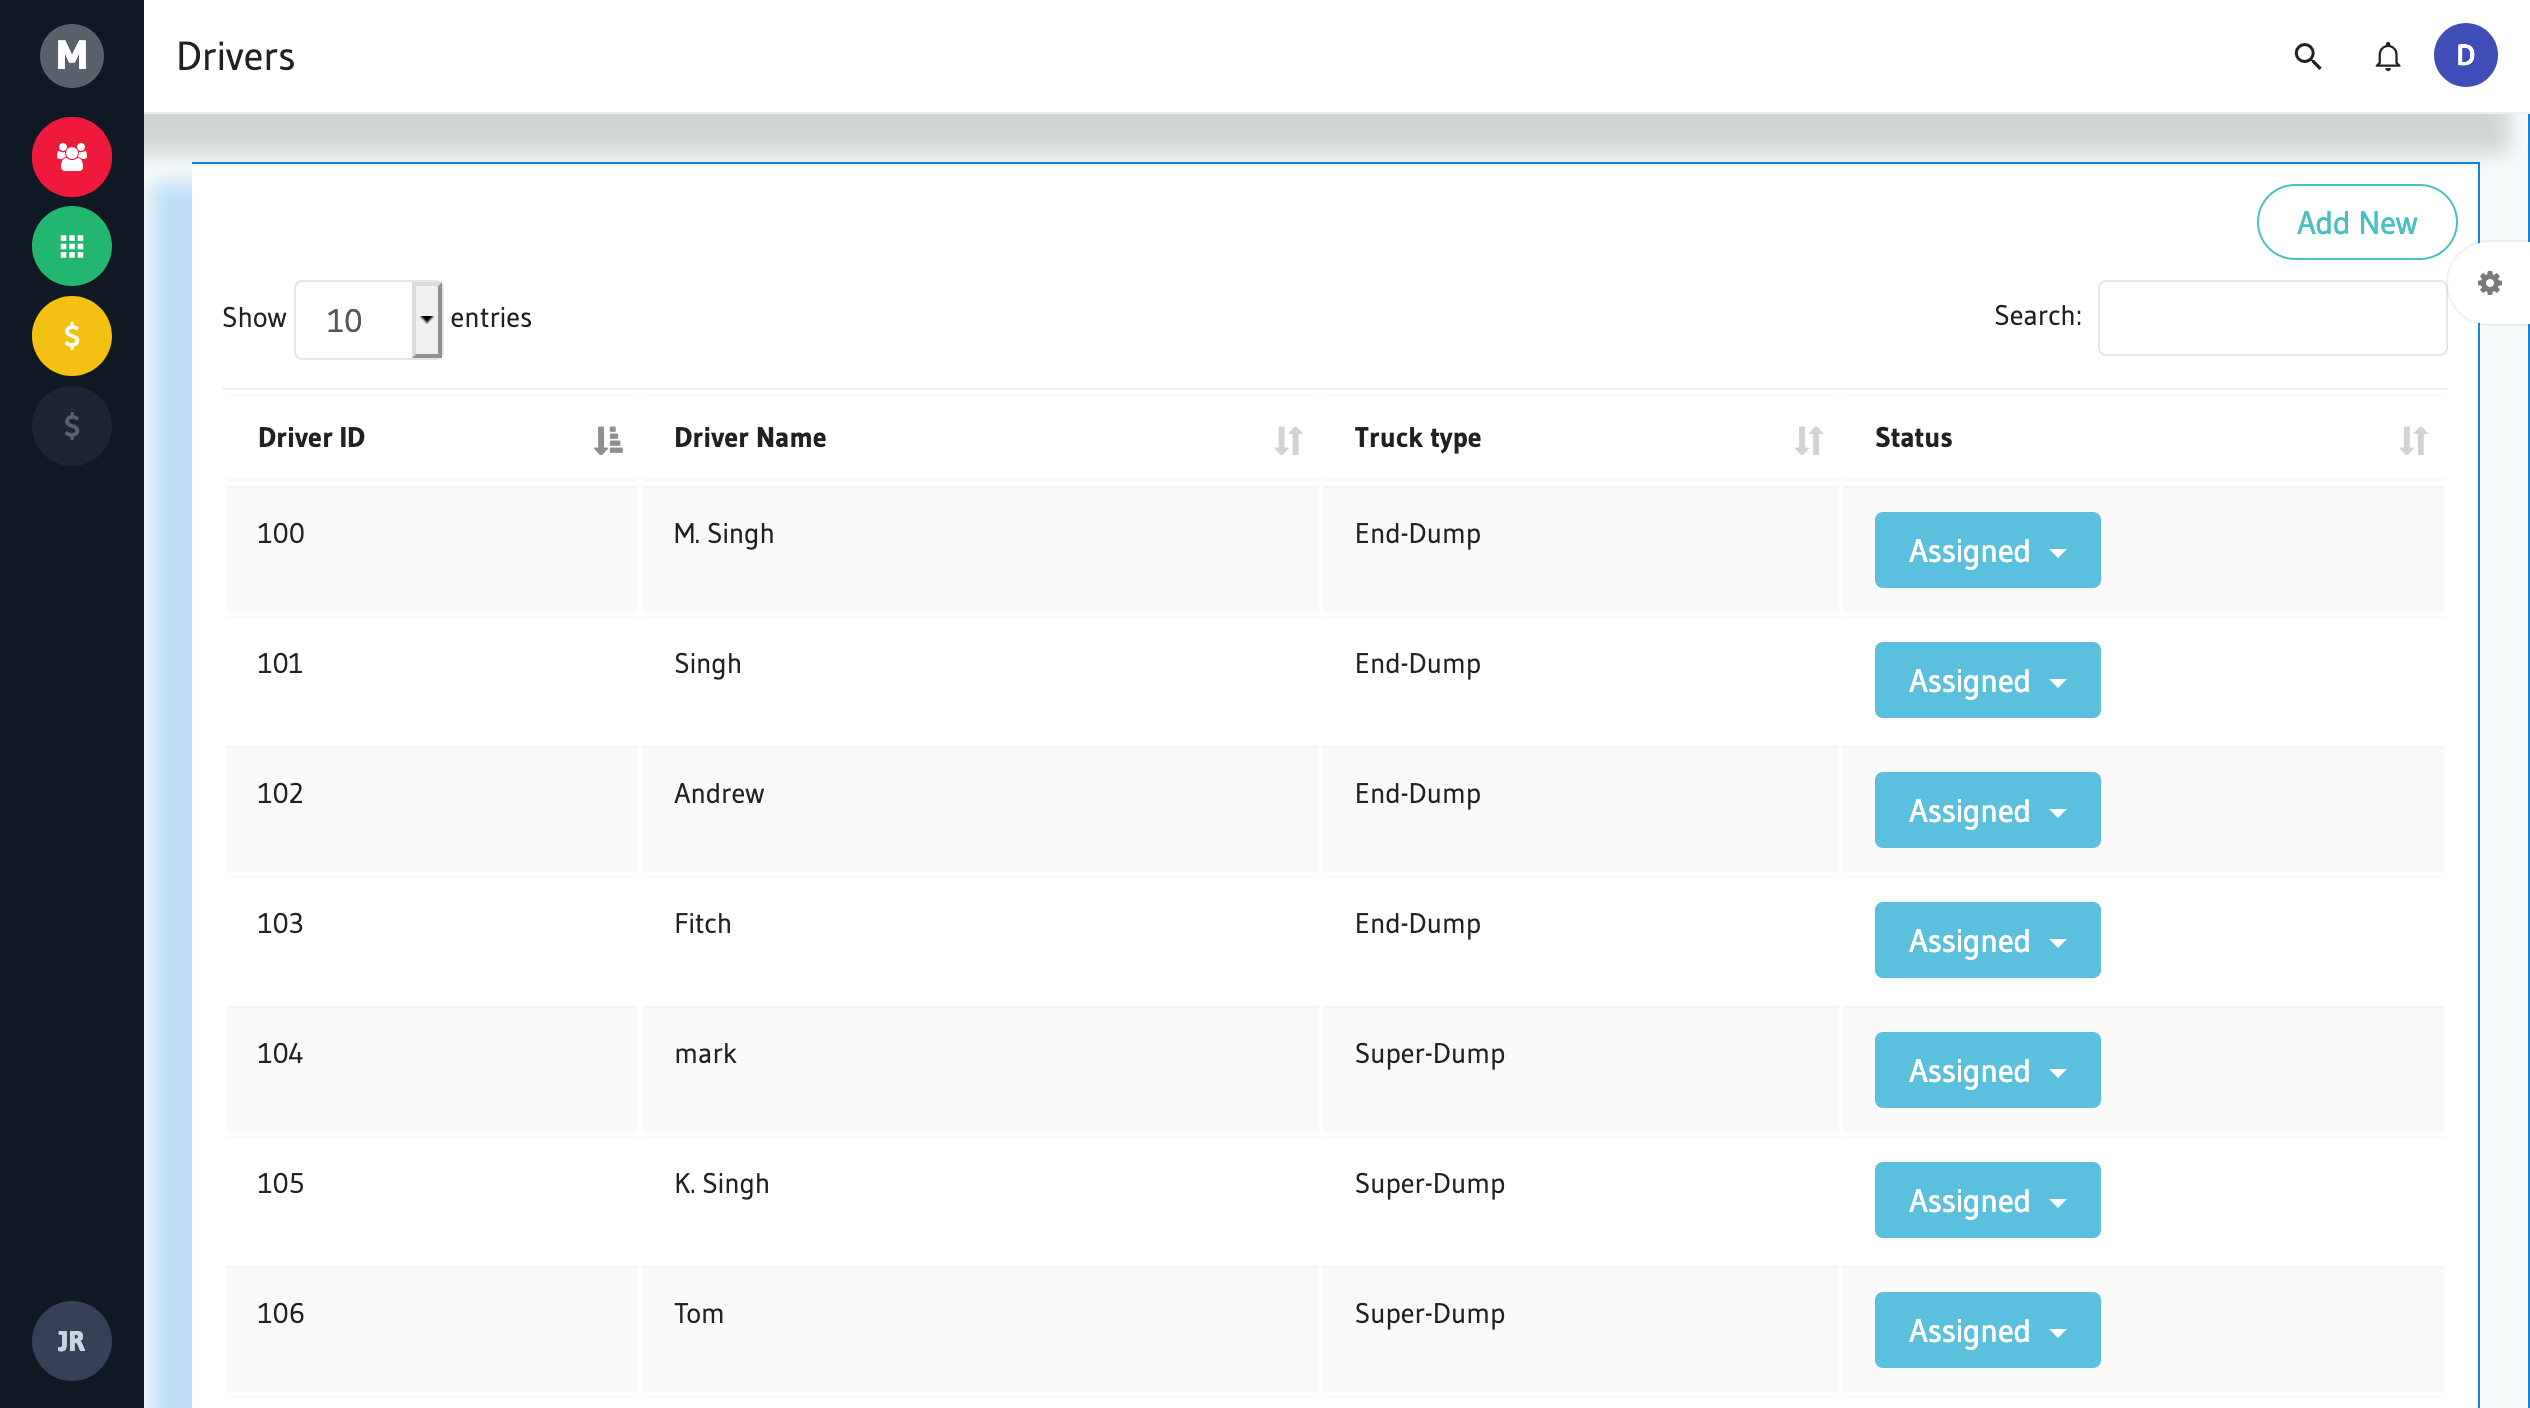 M
Drivers
D
$
$
JR
Add New
Show 10 entries
Search:
Driver ID Driver Name Truck type Status
100 M. Singh End-Dump Assigned
101 Singh End-Dump Assigned
102 Andrew End-Dump Assigned
103 Fitch End-Dump Assigned
104 mark Super-Dump Assigned
105 K. Singh Super-Dump Assigned
106 Tom Super-Dump Assigned